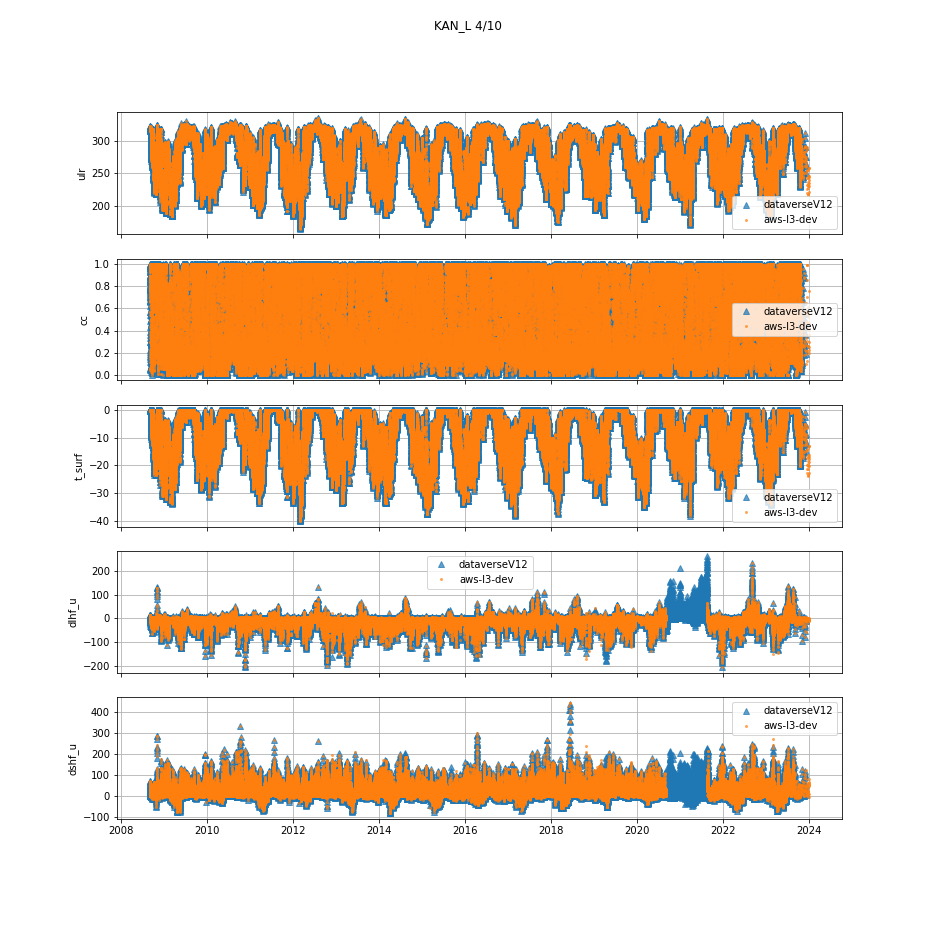 KAN_L 4/10
300
250
200
ulr
dataverseV12
aws-l3-dev
1.0
0.8
0.6
0.4
0.2
0.0
cc
dataverseV12
aws-l3-dev
0
−10
−20
−30
−40
t_surf
dataverseV12
aws-l3-dev
200
100
0
−100
−200
dlhf_u
dataverseV12
aws-l3-dev
400
300
200
100
0
−100
dshf_u
dataverseV12
aws-l3-dev
2008 2010 2012 2014 2016 2018 2020 2022 2024